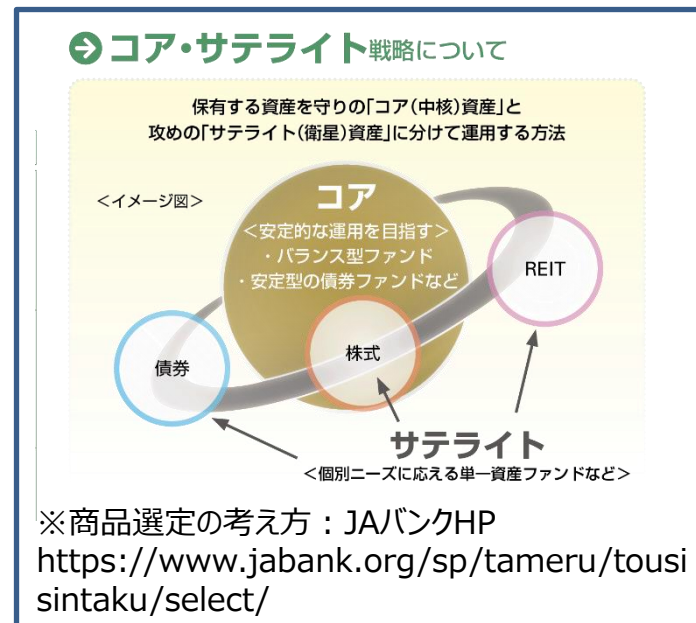 コア・サテライト戦略について
保有する資産を守りの「コア(中核)資産」と
攻めの「サテライト(衛星)資産」に分けて運用する方法
<イメージ図>
コア
<安定的な運用を目指す>
・バランス型ファンド
・安定型の債券ファンドなど
REIT
株式
債券
サテライト
<個別ニーズに応える単一資産ファンドなど>
※商品選定の考え方：JAバンクHP
https://www.jabank.org/sp/tameru/tousi
sintaku/select/